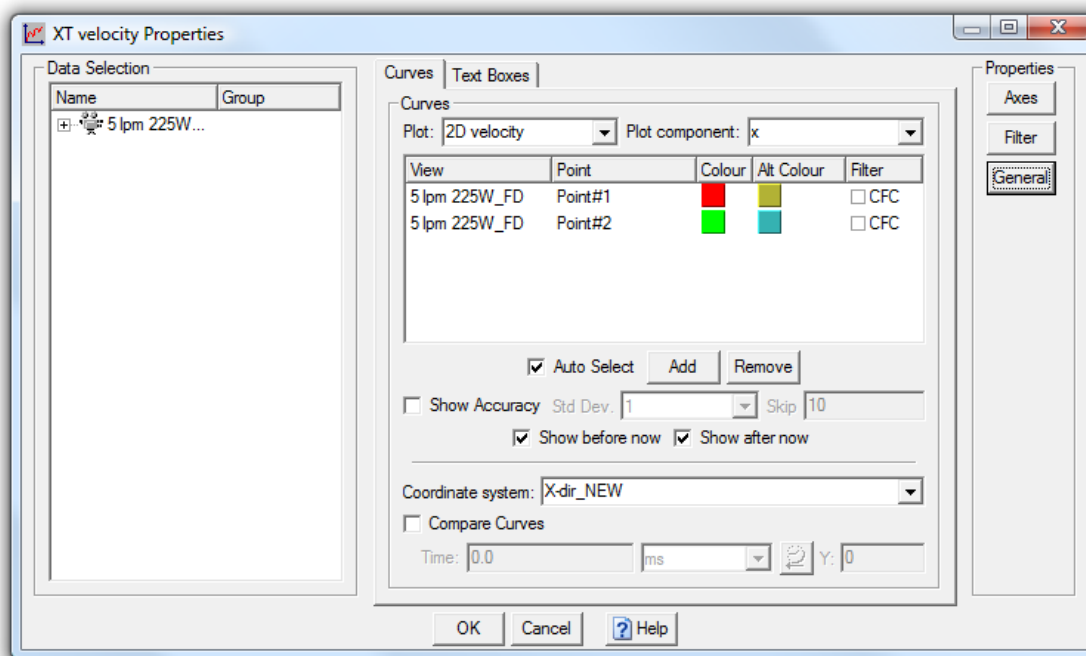 XT velocity Properties
Data Selection
Name Group
5 lpm 225W...
Curves Text Boxes
Curves
Plot: 2D velocity Plot component: x
View Point Colour Alt Colour Filter
5 lpm 225W_FD Point#1 CFC
5 lpm 225W_FD Point#2 CFC
Auto Select Add Remove
Show Accuracy Std Dev. 1 Skip 10
Show before now Show after now
Coordinate system: X-dir_NEW
Compare Curves
Time: 0.0 ms Y: 0
Properties
Axes
Filter
General
OK Cancel ? Help